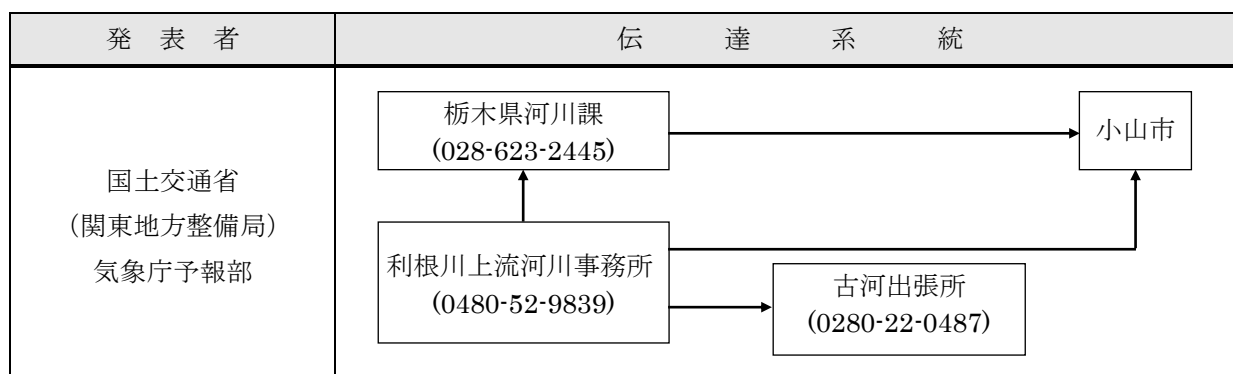 発 表 者
伝 達 系 統
国土交通省
（関東地方整備局）
気象庁予報部
栃木県河川課
(028-623-2445)
小山市
利根川上流河川事務所
(0480-52-9839)
古河出張所
(0280-22-0487)